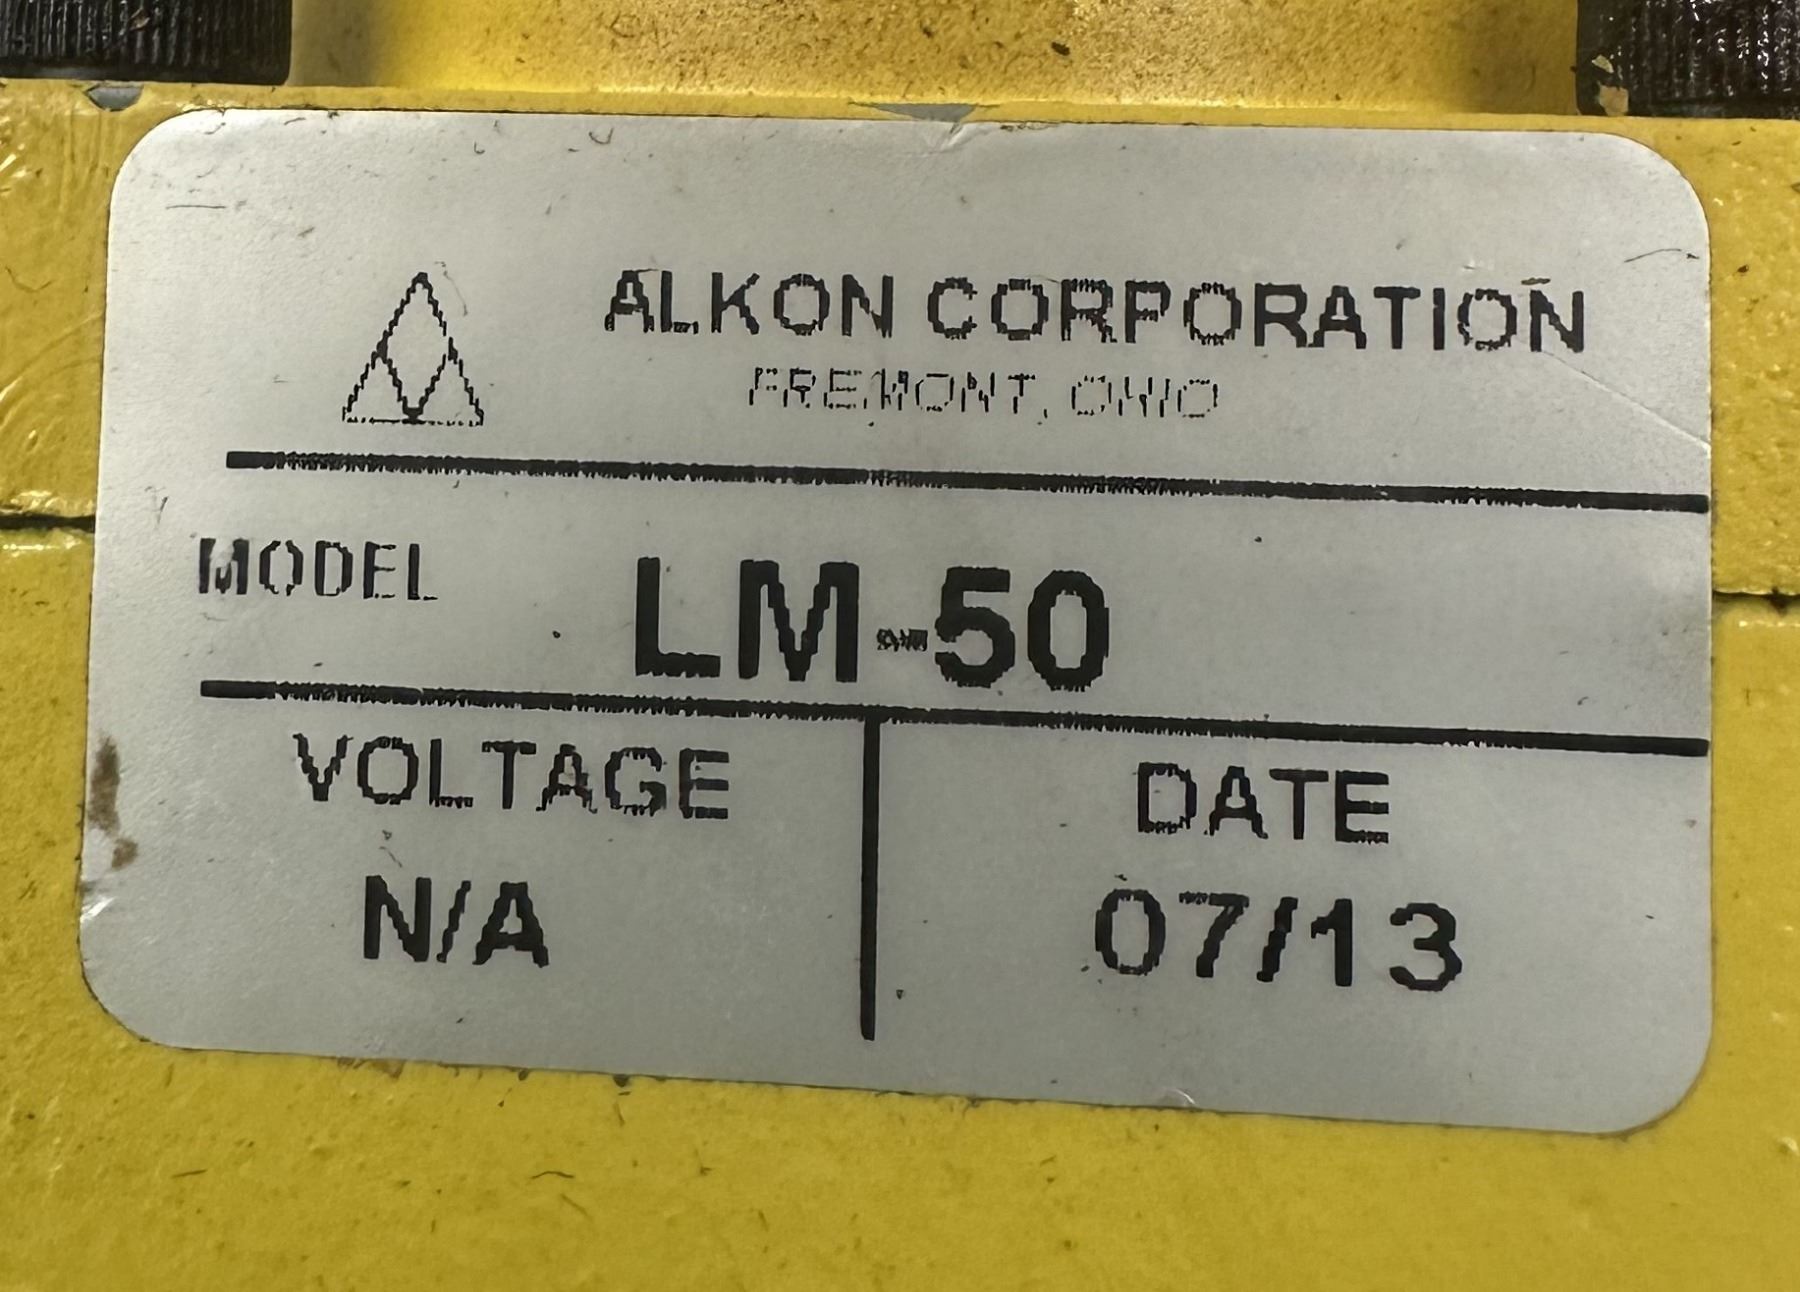 ALKON CORPORATION
FREMONT, OHIO
MODEL LM-50
VOLTAGE DATE
N/A 07/13